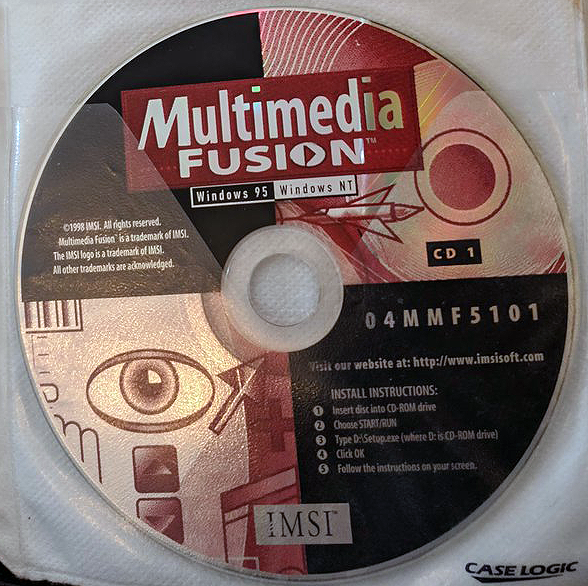 Multimedia
FUSION™
Windows 95 Windows NT
©1998 IMSI. All rights reserved.
Multimedia Fusion™ is a trademark of IMSI.
The IMSI logo is a trademark of IMSI.
All other trademarks are acknowledged.
CD 1
04MMF5101
Visit our website at: http://www.imsisoft.com
INSTALL INSTRUCTIONS:
1 Insert disc into CD-ROM drive
2 Choose START/RUN
3 Type D:\Setup.exe (where D: is CD-ROM drive)
4 Click OK
5 Follow the instructions on your screen.
IMSI™
CASE LOGIC